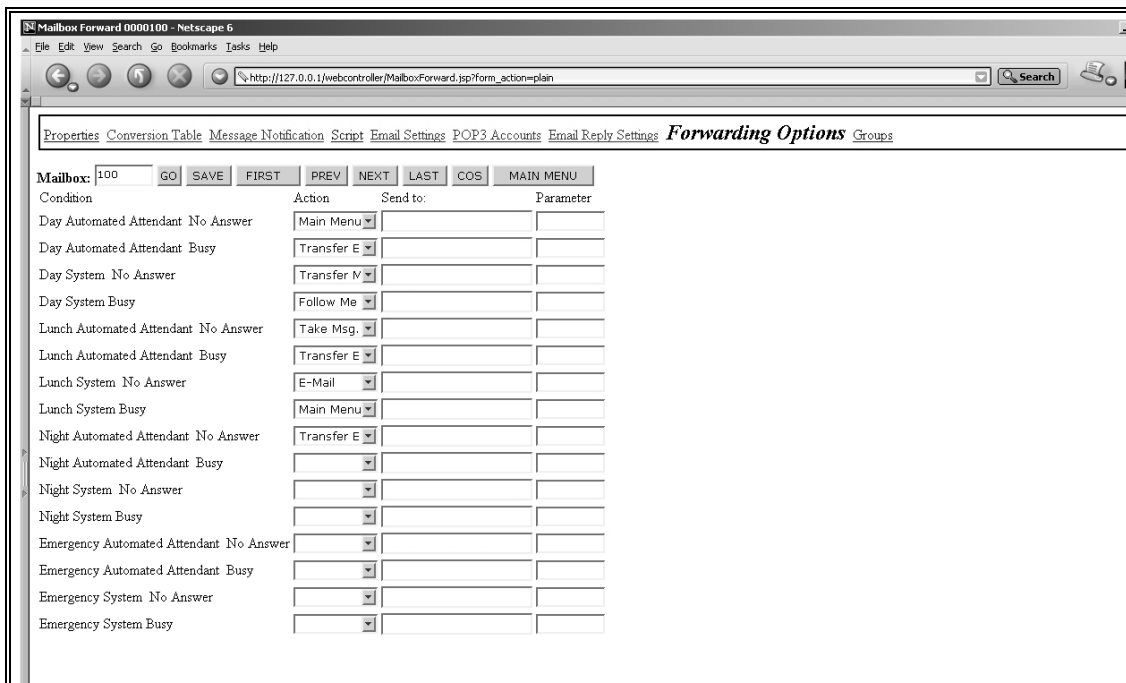 Mailbox Forward 0000100 - Netscape 6
File Edit View Search Go Bookmarks Tasks Help
http://127.0.0.1/webcontroller/MailboxForward.jsp?form_action=plain Search
Properties Conversion Table Message Notification Script Email Settings POP3 Accounts Email Reply Settings Forwarding Options Groups
Mailbox: 100 GO SAVE FIRST PREV NEXT LAST COS MAIN MENU
Condition Action Send to: Parameter
Day Automated Attendant No Answer Main Menu
Day Automated Attendant Busy Transfer E
Day System No Answer Transfer M
Day System Busy Follow Me
Lunch Automated Attendant No Answer Take Msg.
Lunch Automated Attendant Busy Transfer E
Lunch System No Answer E-Mail
Lunch System Busy Main Menu
Night Automated Attendant No Answer Transfer E
Night Automated Attendant Busy
Night System No Answer
Night System Busy
Emergency Automated Attendant No Answer
Emergency Automated Attendant Busy
Emergency System No Answer
Emergency System Busy